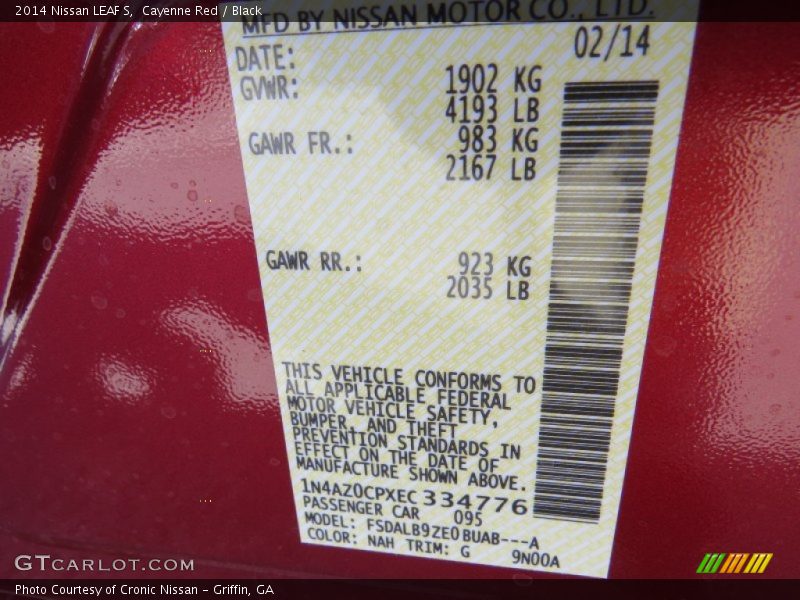 2014 Nissan LEAF S, Cayenne Red / Black
MFD BY NISSAN MOTOR CO., LTD.
DATE: 02/14
GVWR: 1902 KG
4193 LB
GAWR FR.: 983 KG
2167 LB
GAWR RR.: 923 KG
2035 LB
THIS VEHICLE CONFORMS TO
ALL APPLICABLE FEDERAL
MOTOR VEHICLE SAFETY,
BUMPER, AND THEFT
PREVENTION STANDARDS IN
EFFECT ON THE DATE OF
MANUFACTURE SHOWN ABOVE.
1N4AZ0CPXEC334776
PASSENGER CAR 095
MODEL: FSDALB9ZE0BUAB---A
COLOR: NAH TRIM: G 9N00A
GTCARLOT.COM
Photo Courtesy of Cronic Nissan - Griffin, GA